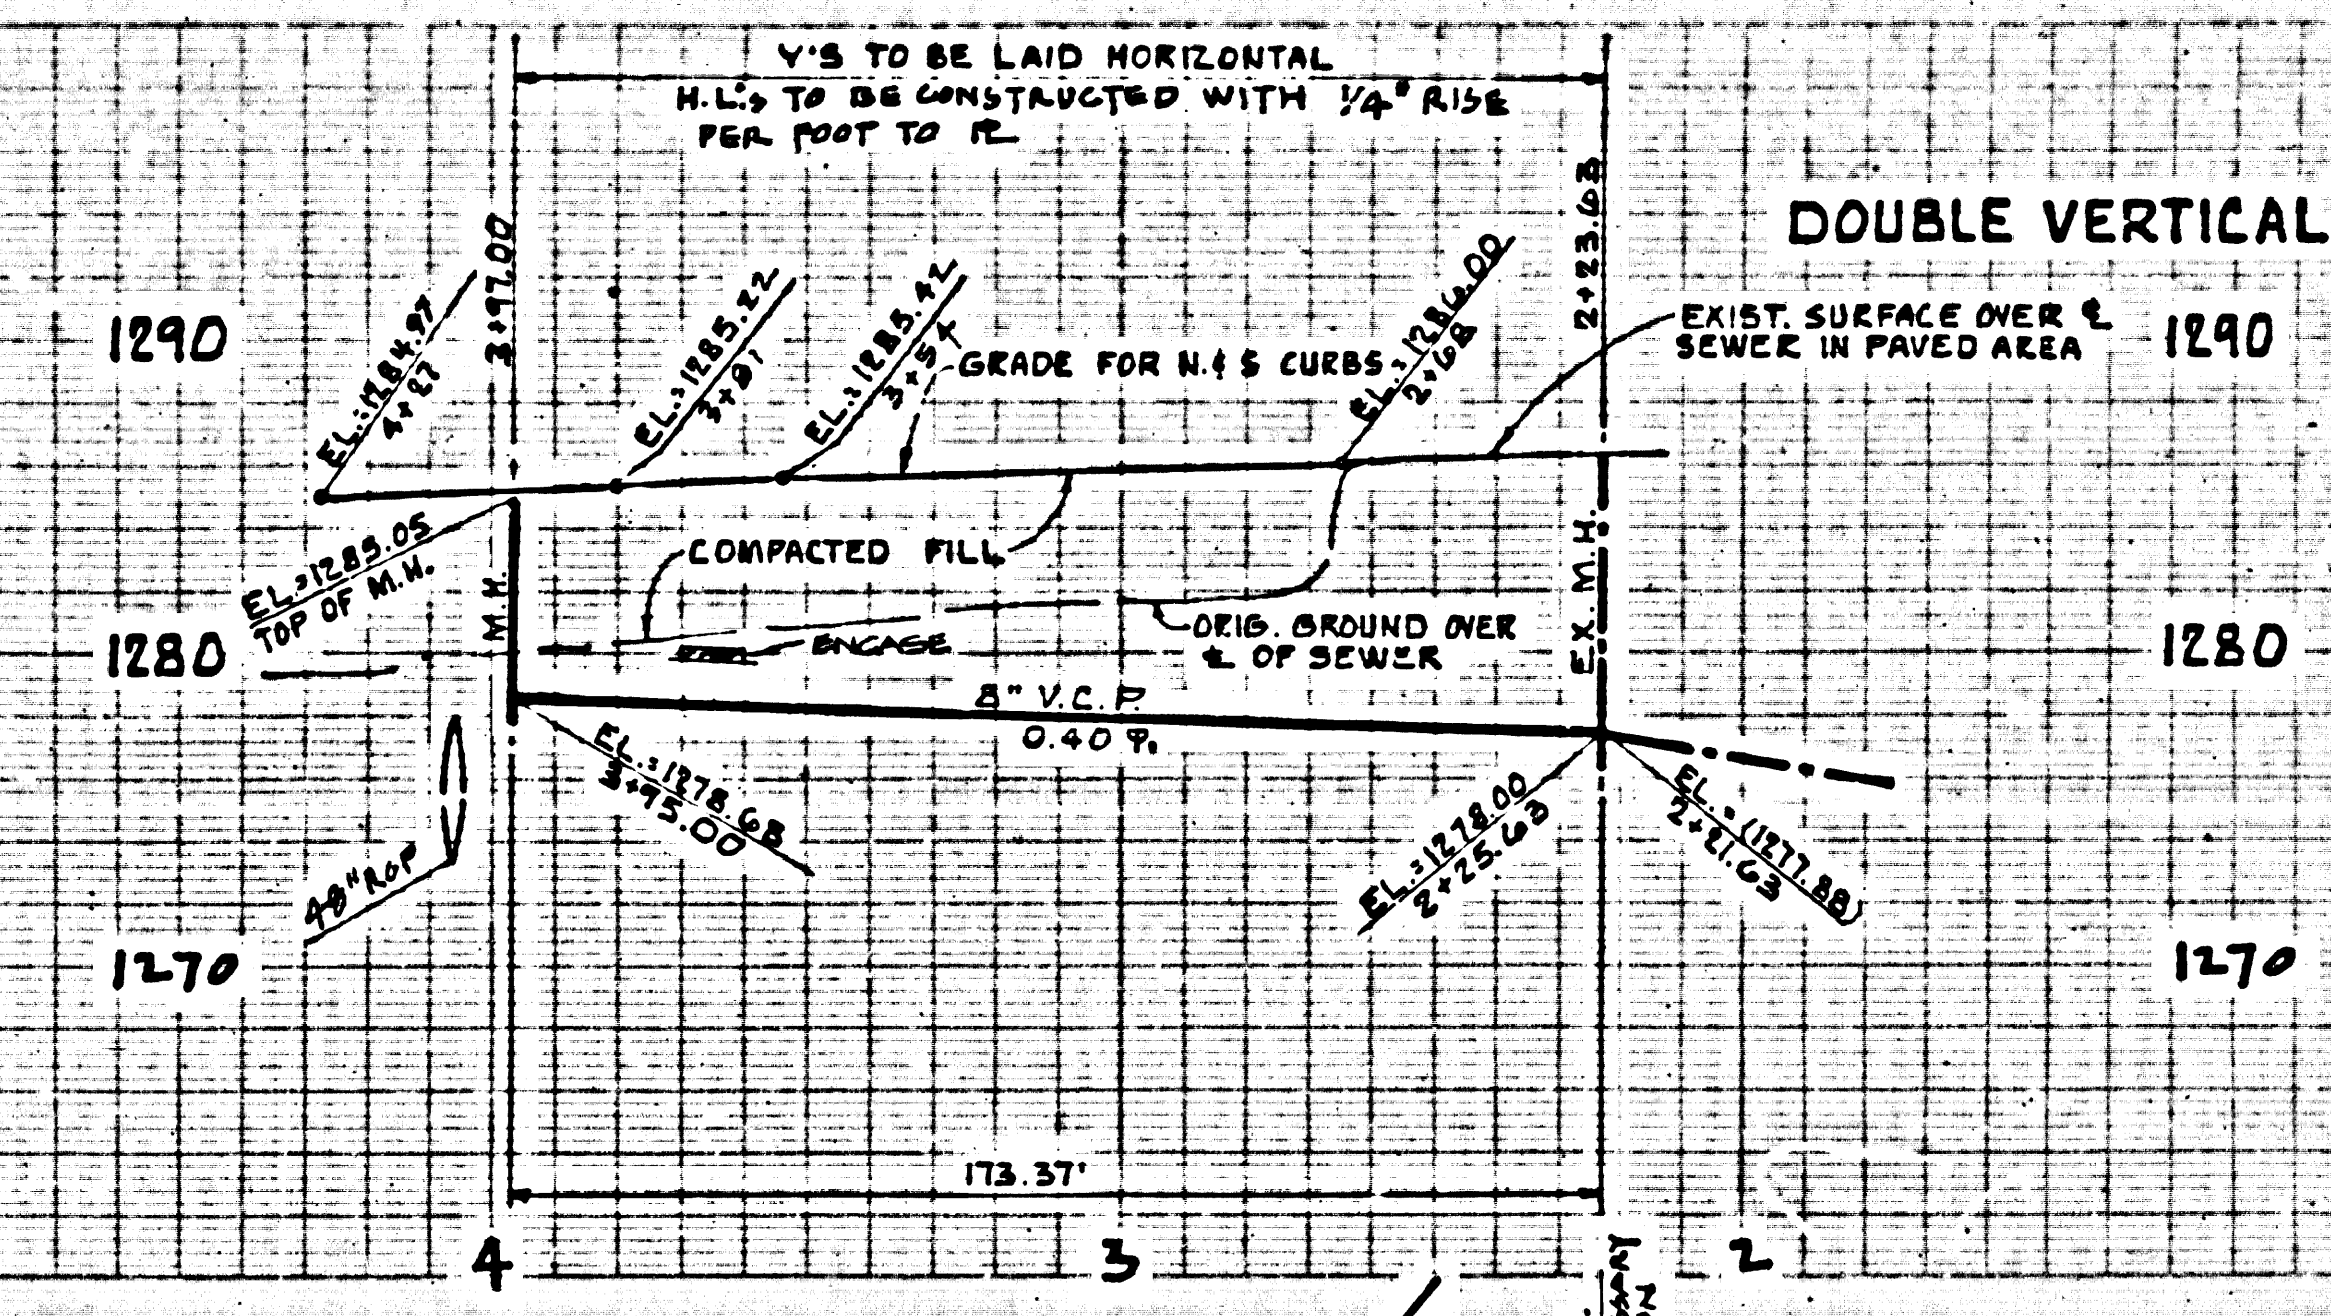 Y'S TO BE LAID HORIZONTAL
H.L.'s TO BE CONSTRUCTED WITH 1/4" RISE
PER FOOT TO PL
DOUBLE VERTICAL
3+97.00
2+23.63
1290
EL.=1284.97
4+27
EL.=1285.22
3+81
EL.=1285.42
3+54
GRADE FOR N. & S CURBS
EL.=1286.00
2+68
EXIST. SURFACE OVER ℄
SEWER IN PAVED AREA
1290
EL.=1285.05
TOP OF M.H.
M.H.
COMPACTED FILL
EX. M.H.
1280
ENCASE
ORIG. GROUND OVER
℄ OF SEWER
1280
8" V.C.P.
0.40 %
EL.=1278.68
3+95.00
EL.=1278.00
2+25.63
EL.=(1277.88)
2+21.63
48" RCP
1270
1270
173.37'
4
3
2